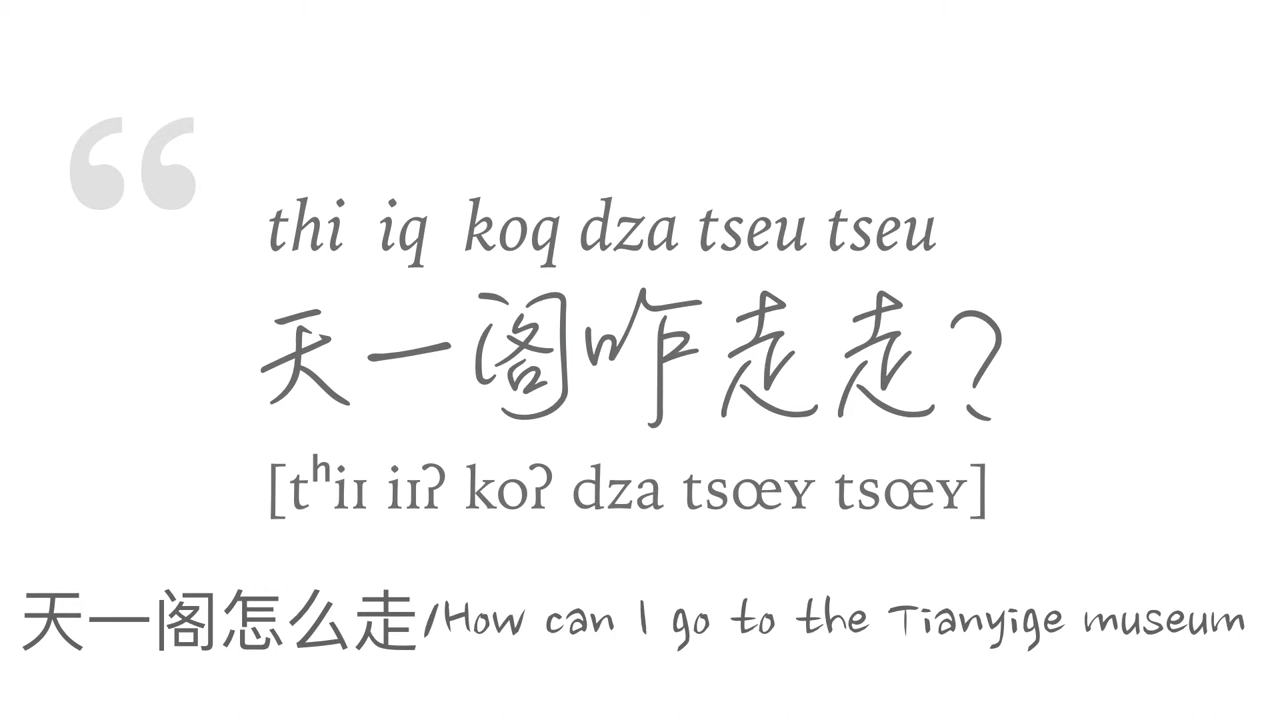 “
thi iq koq dza tseu tseu
天一阁咋走走？
[tʰiɪ iɪʔ koʔ dza tsœʏ tsœʏ]
天一阁怎么走/How can I go to the Tianyige museum